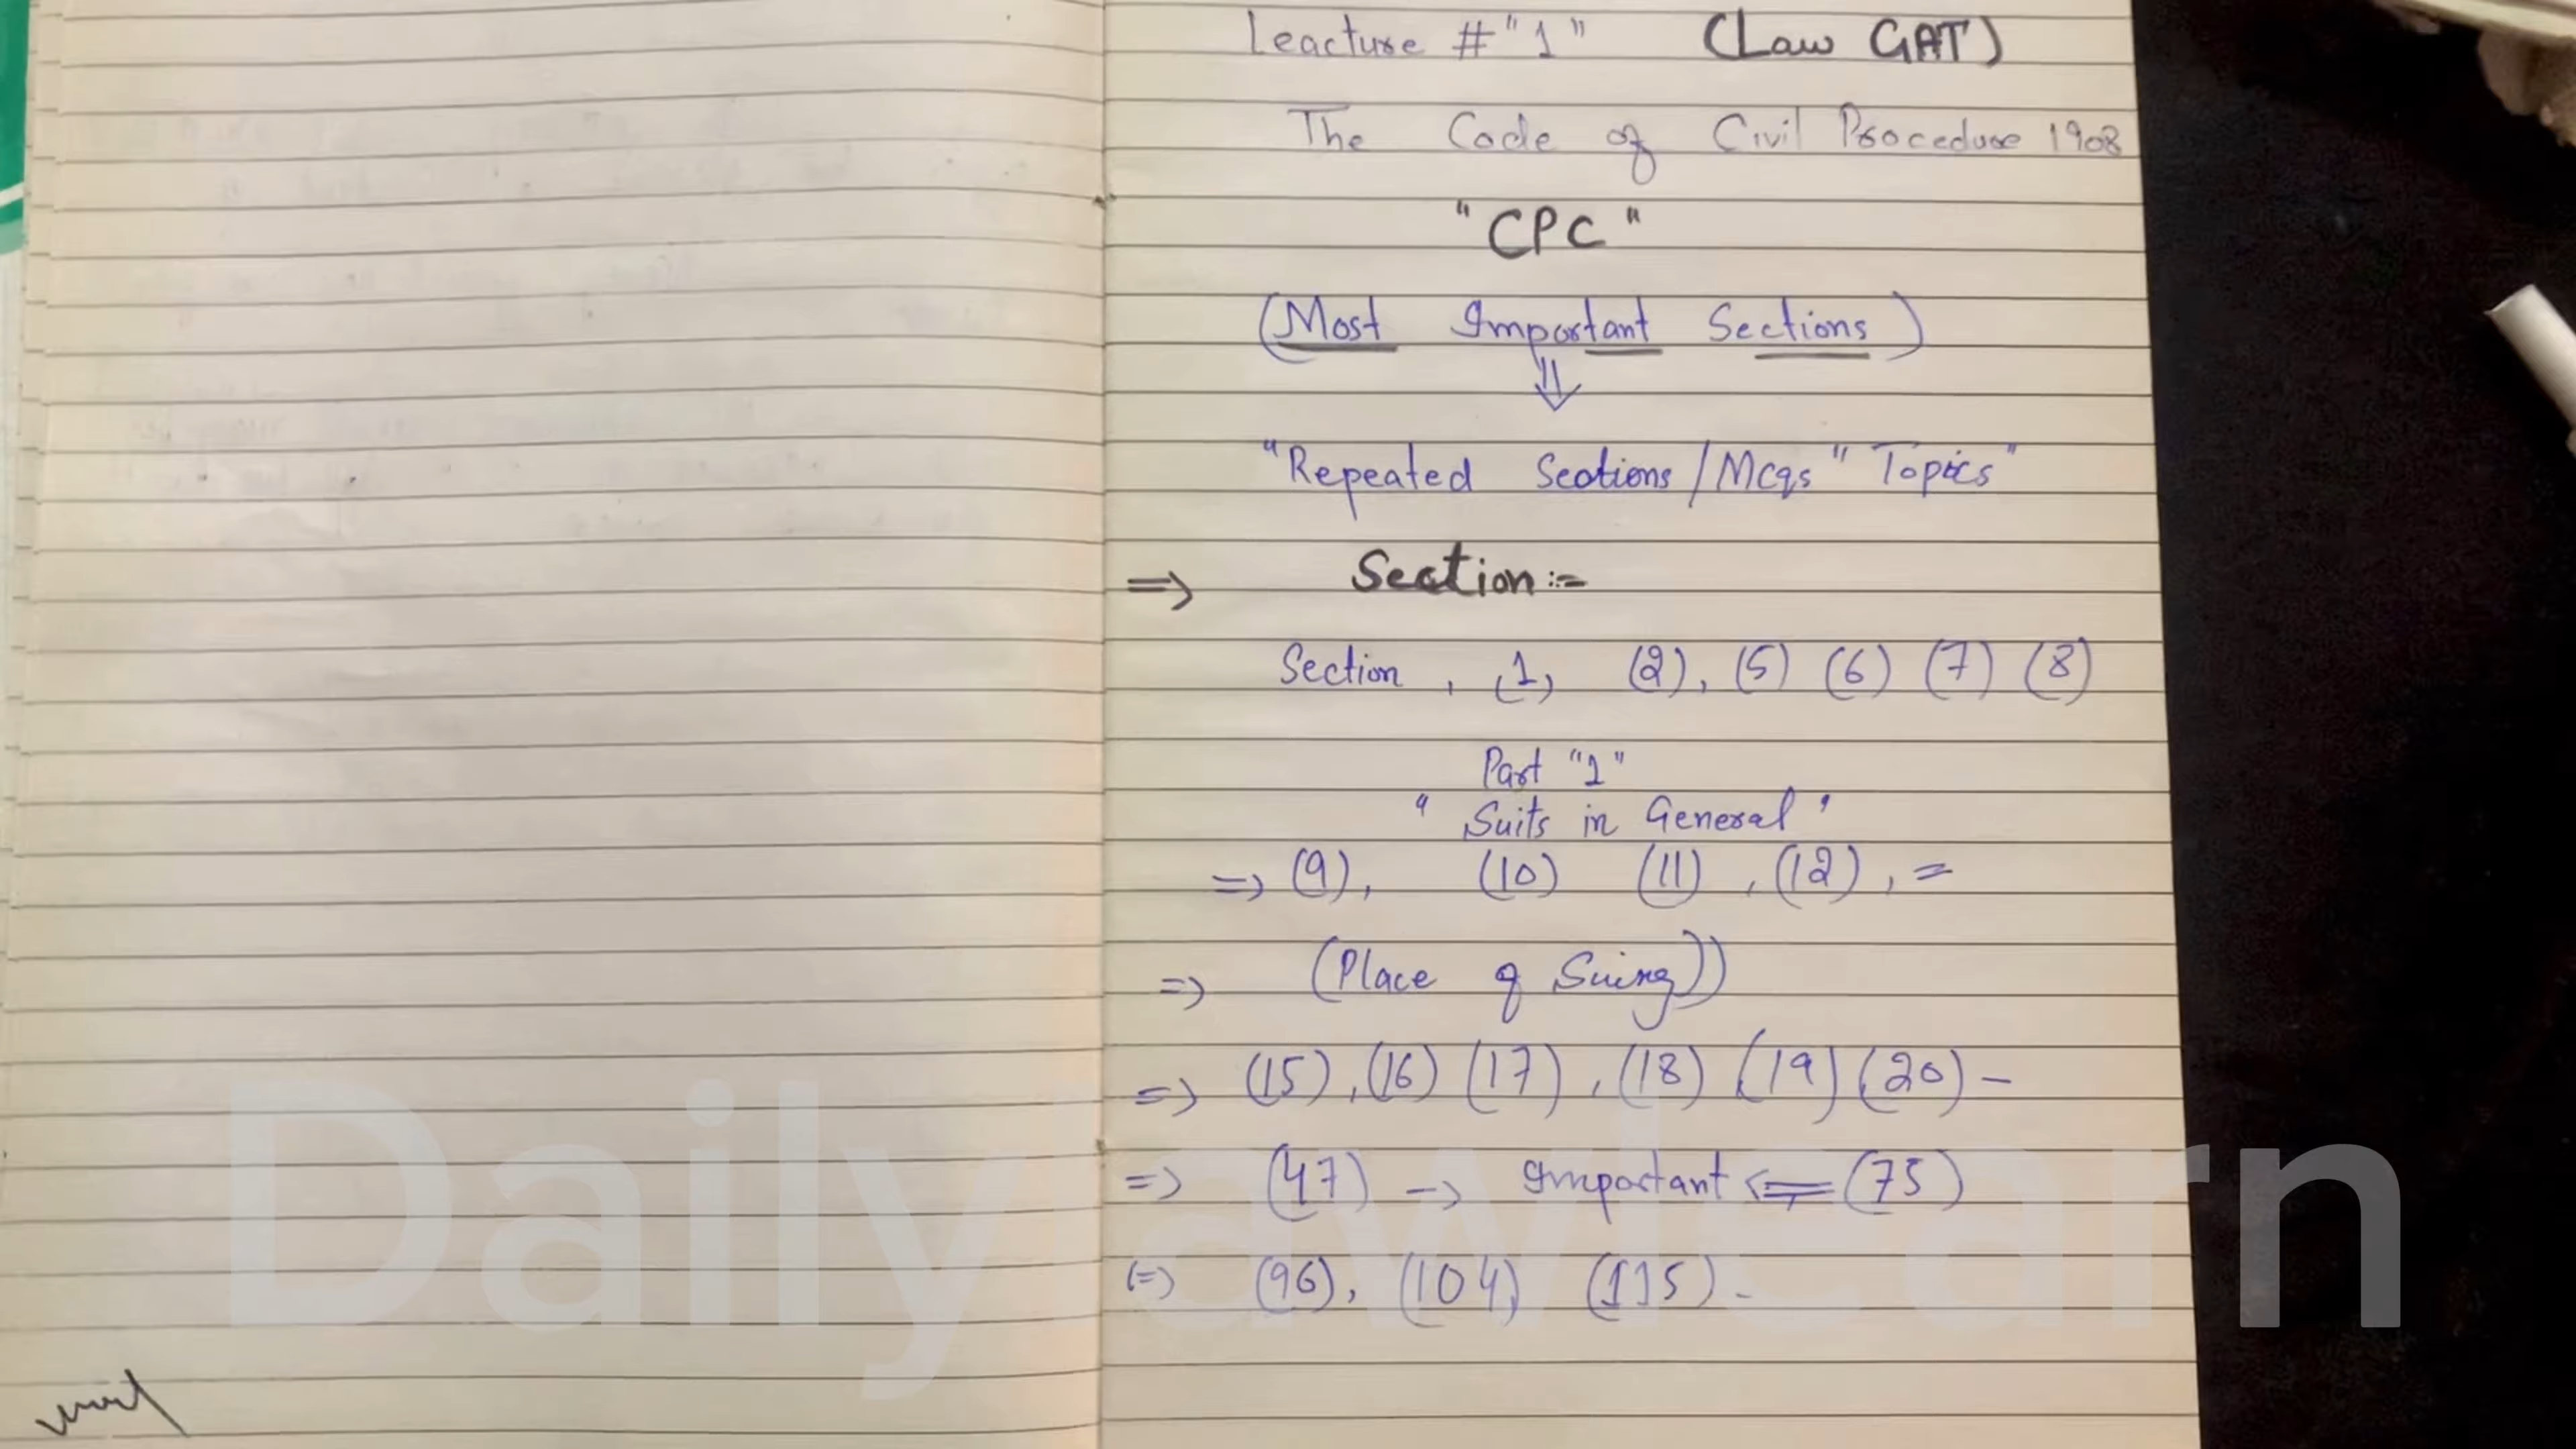 Leacture # "1" (Law GAT)
The Code of Civil Procedure 1908
"CPC"
(Most Important Sections)
⇓
"Repeated Sections / Mcqs" Topics"
⇒ Section :-
Section , (1, (2), (5) (6) (7) (8)
Part "1"
" Suits in General '
⇒ (9), (10) (11) , (12) , =
⇒ (Place of Suing))
⇒ (15) , (16) (17) , (18) (19) (20) -
⇒ (47) → Important ⇐ (75)
(⇒ (96), (104) (115) -
Dailylawlearn